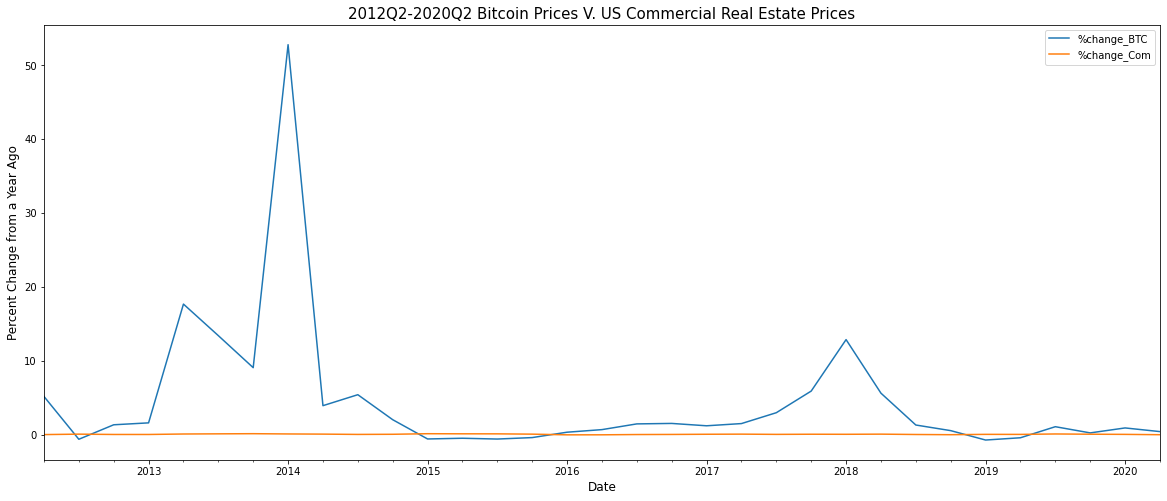 2012Q2-2020Q2 Bitcoin Prices V. US Commercial Real Estate Prices
%change_BTC
%change_Com
Percent Change from a Year Ago
50
40
30
20
10
0
2013 2014 2015 2016 2017 2018 2019 2020
Date